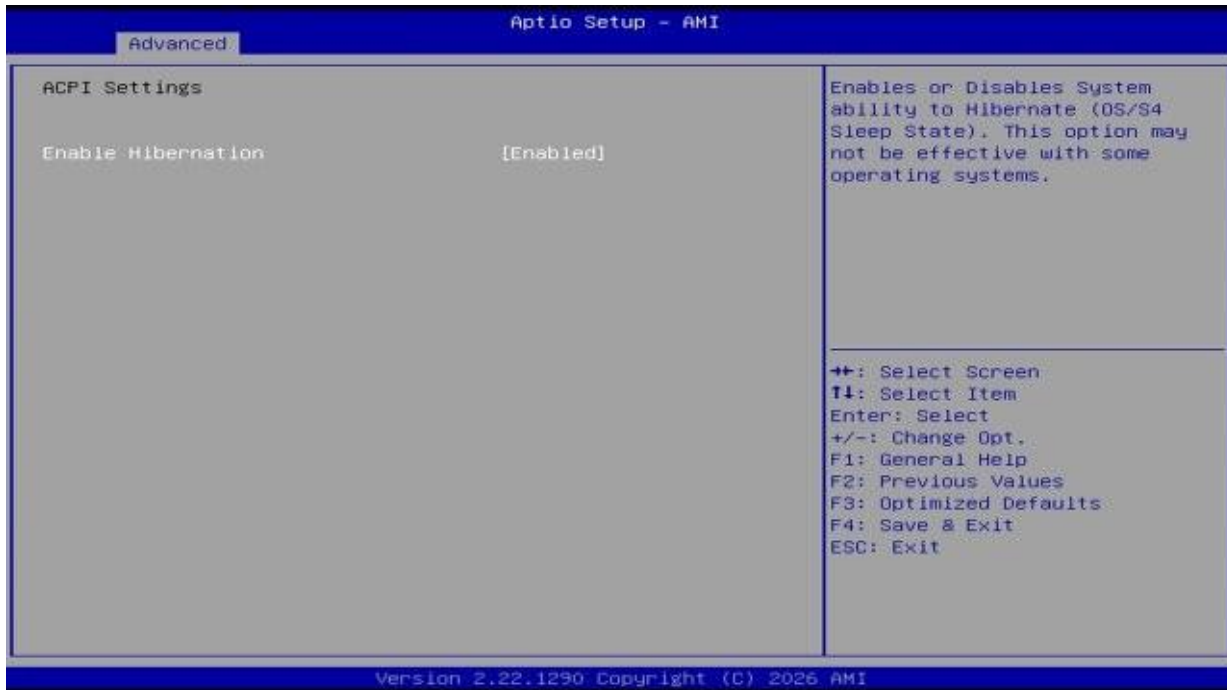 Aptio Setup – AMI
Advanced
ACPI Settings
Enable Hibernation [Enabled]
Enables or Disables System
ability to Hibernate (OS/S4
Sleep State). This option may
not be effective with some
operating systems.
→←: Select Screen
↑↓: Select Item
Enter: Select
+/-: Change Opt.
F1: General Help
F2: Previous Values
F3: Optimized Defaults
F4: Save & Exit
ESC: Exit
Version 2.22.1290 Copyright (C) 2026 AMI